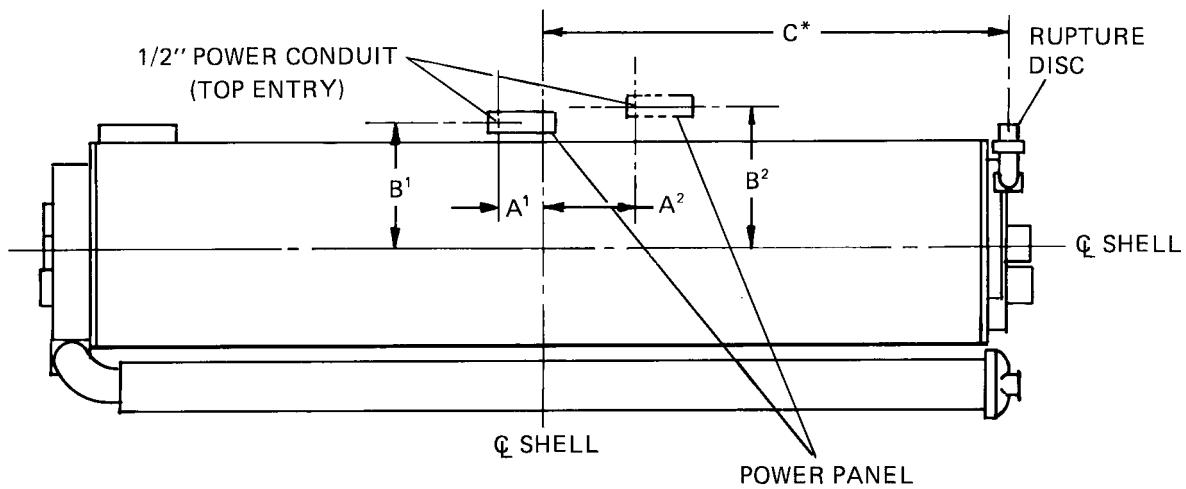 C*
RUPTURE
DISC
1/2" POWER CONDUIT
(TOP ENTRY)
B¹
B²
A¹
A²
℄ SHELL
℄ SHELL
POWER PANEL